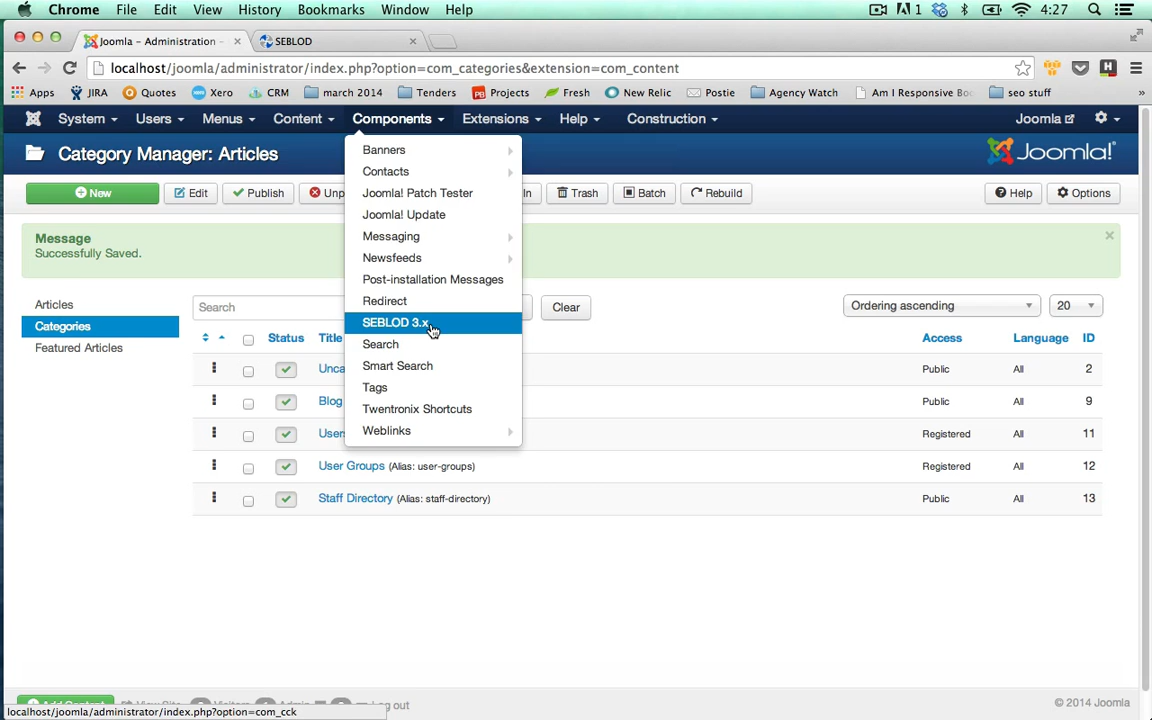 Chrome File Edit View History Bookmarks Window Help 1 4:27
Joomla - Administration - SEBLOD
localhost/joomla/administrator/index.php?option=com_categories&extension=com_content
Apps JIRA Quotes Xero CRM march 2014 Tenders Projects Fresh New Relic Postie Agency Watch Am I Responsive seo stuff »
System Users Menus Content Components Extensions Help Construction Joomla
Category Manager: Articles Joomla!
New Edit Publish Trash Batch Rebuild Help Options
Message
Successfully Saved.
Banners
Contacts
Joomla! Patch Tester
Joomla! Update
Messaging
Newsfeeds
Post-installation Messages
Redirect
SEBLOD 3.x
Search
Smart Search
Tags
Twentronix Shortcuts
Weblinks
Articles
Categories
Featured Articles
Search Clear Ordering ascending 20
Status Title Access Language ID
Public All 2
Blog Public All 9
Users Registered All 11
User Groups (Alias: user-groups) Registered All 12
Staff Directory (Alias: staff-directory) Public All 13
© 2014 Joomla
localhost/joomla/administrator/index.php?option=com_cck